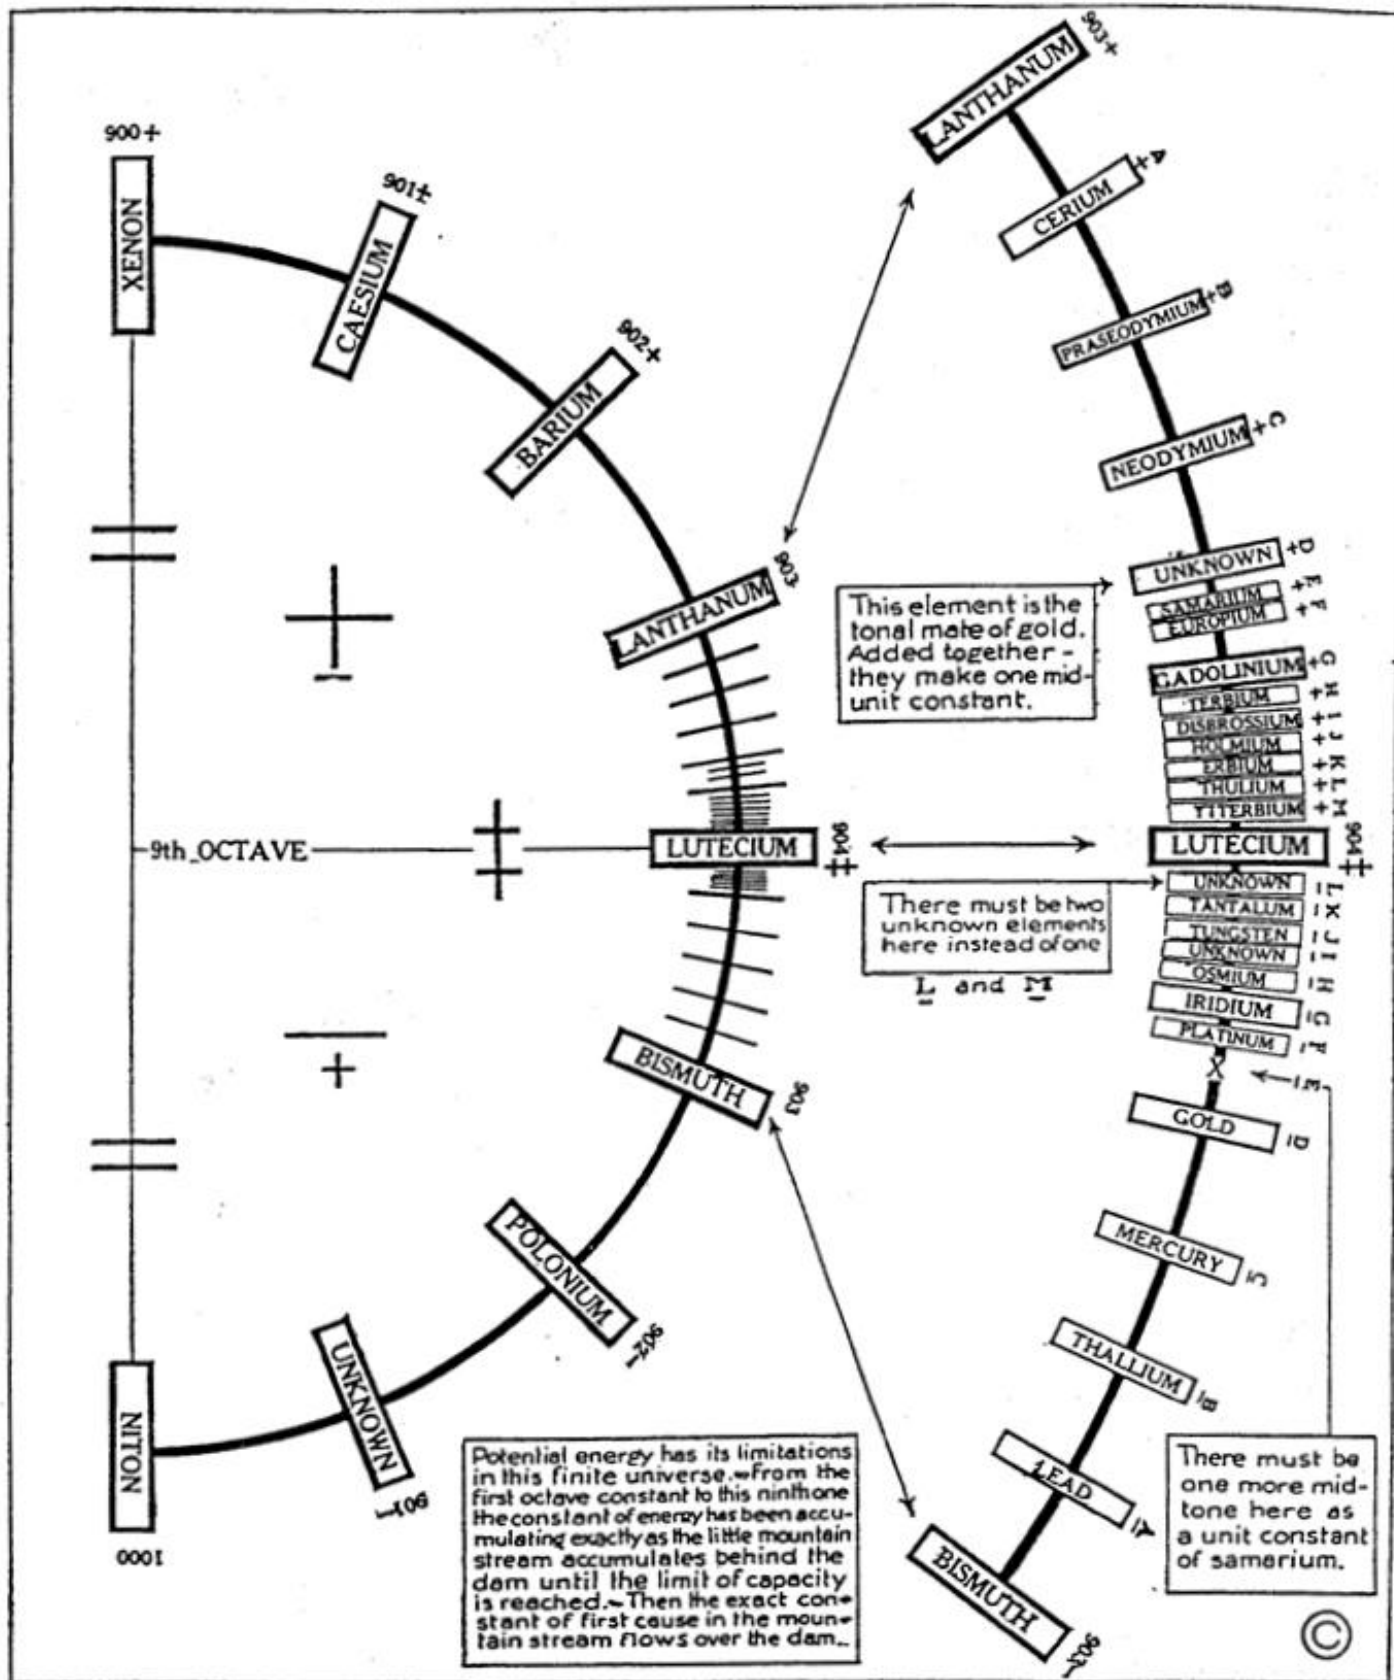 900+
XENON
901+
CAESIUM
902+
BARIUM
903
LANTHANUM
9th OCTAVE
LUTECIUM
904‡
BISMUTH
903
POLONIUM
902-
UNKNOWN
901-
NITON
1000
LANTHANUM
903+
CERIUM
A+
PRASEODYMIUM
B+
NEODYMIUM
C+
UNKNOWN
D+
SAMARIUM
E+
EUROPIUM
F+
GADOLINIUM
G+
TERBIUM
H+
DISBROSSIUM
I+
HOLMIUM
J+
ERBIUM
K+
THULIUM
L+
YTTERBIUM
M+
LUTECIUM
904‡
UNKNOWN
L-
TANTALUM
K-
TUNGSTEN
J-
UNKNOWN
I-
OSMIUM
H-
IRIDIUM
G-
PLATINUM
F-
X
E-
GOLD
D-
MERCURY
C-
THALLIUM
B-
LEAD
A-
BISMUTH
903-
This element is the
tonal mate of gold.
Added together -
they make one mid-
unit constant.
There must be two
unknown elements
here instead of one
L and M
Potential energy has its limitations
in this finite universe.~From the
first octave constant to this ninth one
the constant of energy has been accu-
mulating exactly as the little mountain
stream accumulates behind the
dam until the limit of capacity
is reached.~Then the exact con-
stant of first cause in the moun-
tain stream flows over the dam..
There must be
one more mid-
tone here as
a unit constant
of samarium.
©